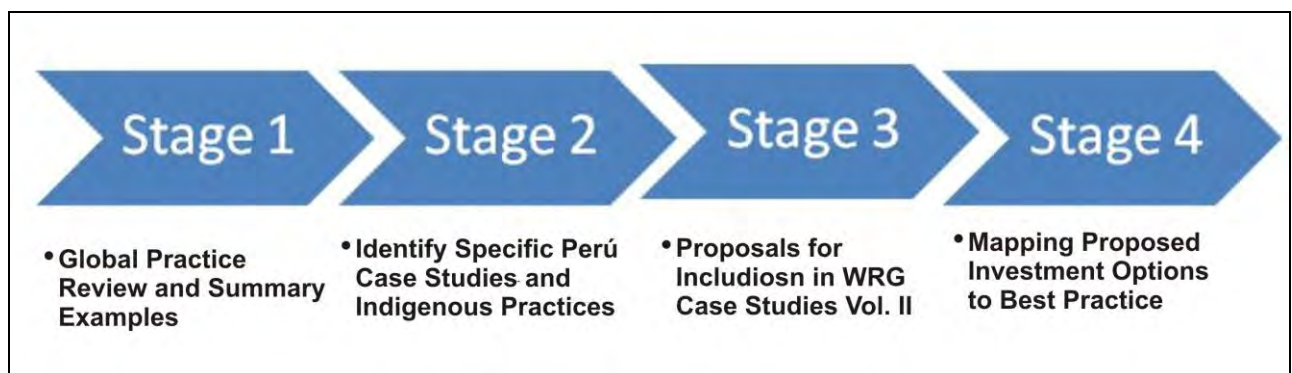 Stage 1
Stage 2
Stage 3
Stage 4
• Global Practice
Review and Summary
Examples
• Identify Specific Perú
Case Studies and
Indigenous Practices
• Proposals for
Includiosn in WRG
Case Studies Vol. II
• Mapping Proposed
Investment Options
to Best Practice